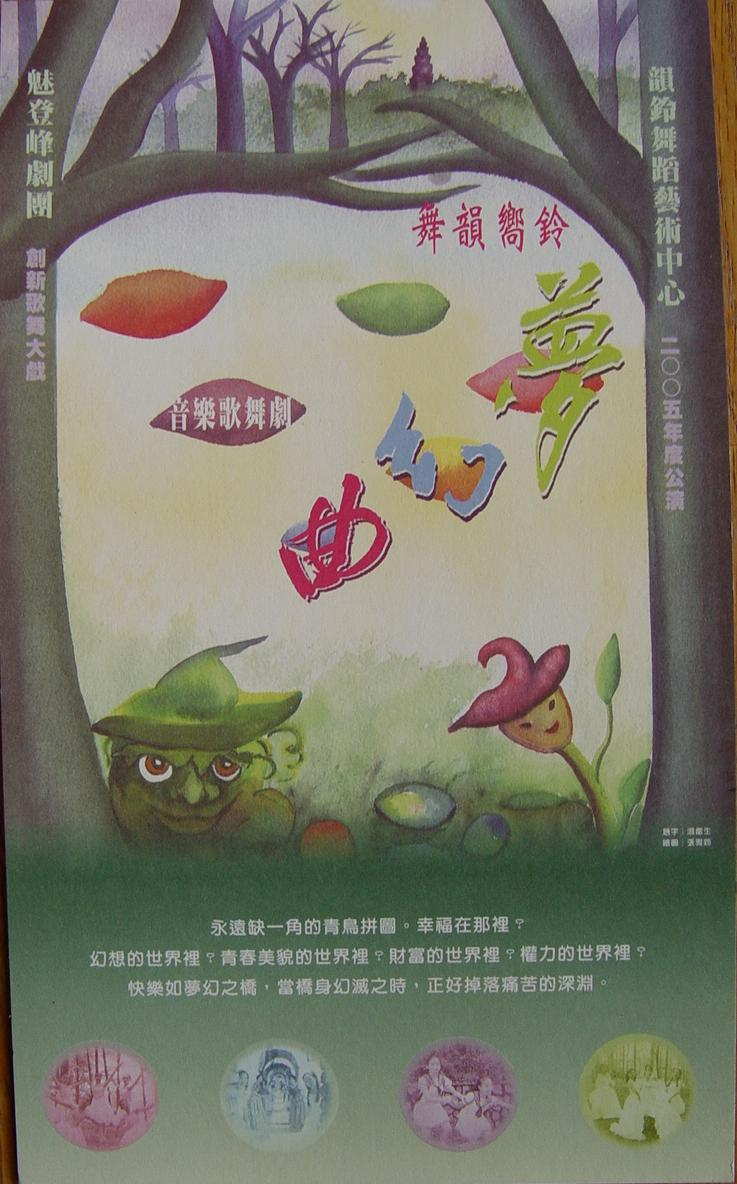 魅登峰劇團 創新歌舞大戲
韻鈴舞蹈藝術中心 二〇〇五年度公演
舞韻嚮鈴
夢幻曲
音樂歌舞劇
永遠缺一角的青鳥拼圖。幸福在那裡？
幻想的世界裡？青春美貌的世界裡？財富的世界裡？權力的世界裡？
快樂如夢幻之橋，當橋身幻滅之時，正好掉落痛苦的深淵。